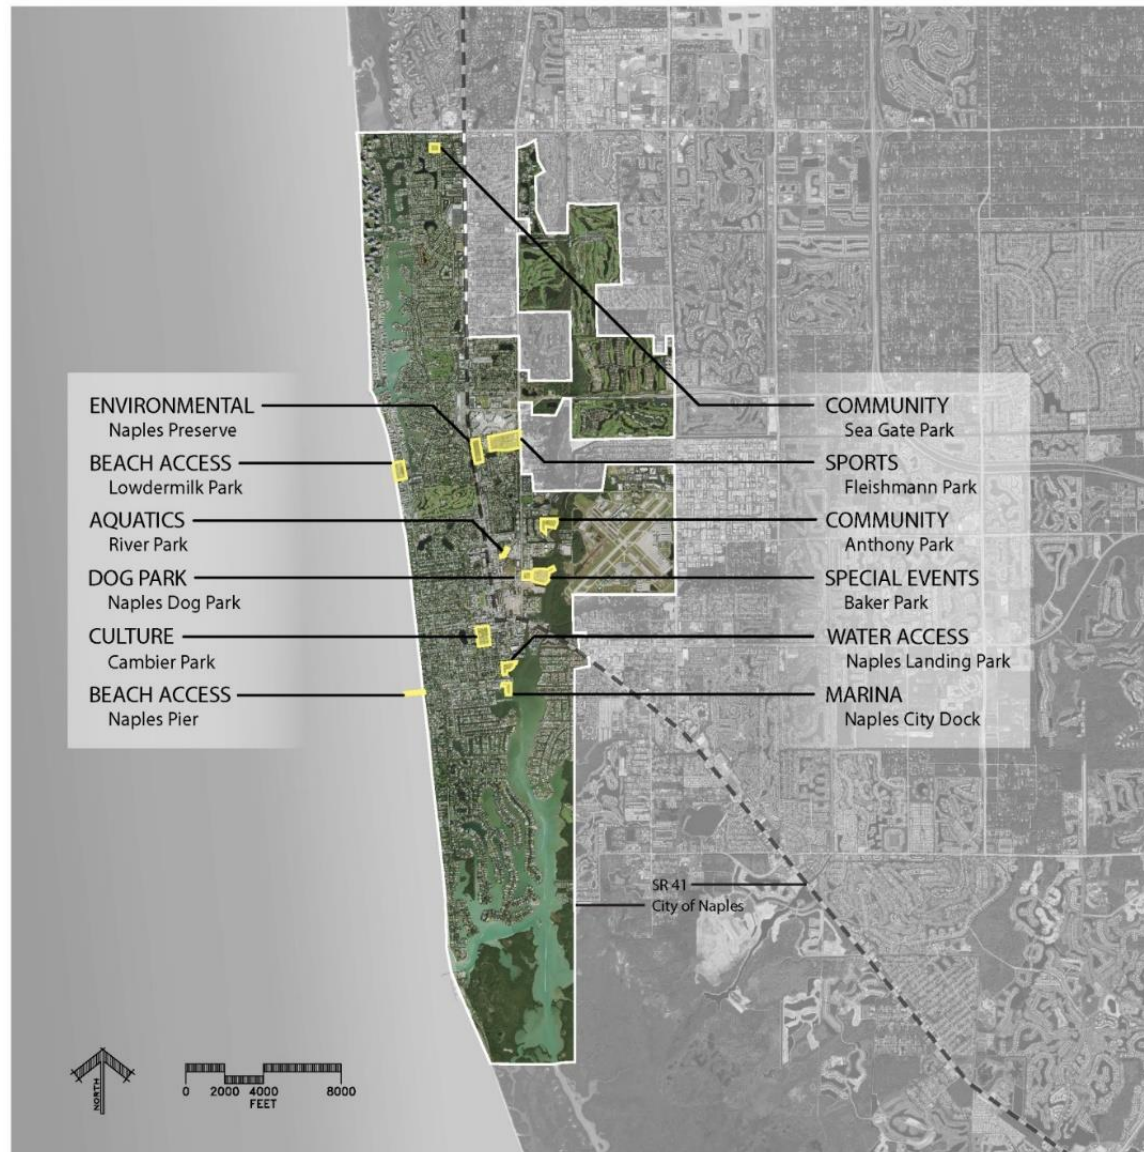 ENVIRONMENTAL
Naples Preserve
BEACH ACCESS
Lowdermilk Park
AQUATICS
River Park
DOG PARK
Naples Dog Park
CULTURE
Cambier Park
BEACH ACCESS
Naples Pier
COMMUNITY
Sea Gate Park
SPORTS
Fleishmann Park
COMMUNITY
Anthony Park
SPECIAL EVENTS
Baker Park
WATER ACCESS
Naples Landing Park
MARINA
Naples City Dock
SR 41
City of Naples
NORTH
0 2000 4000 8000
FEET